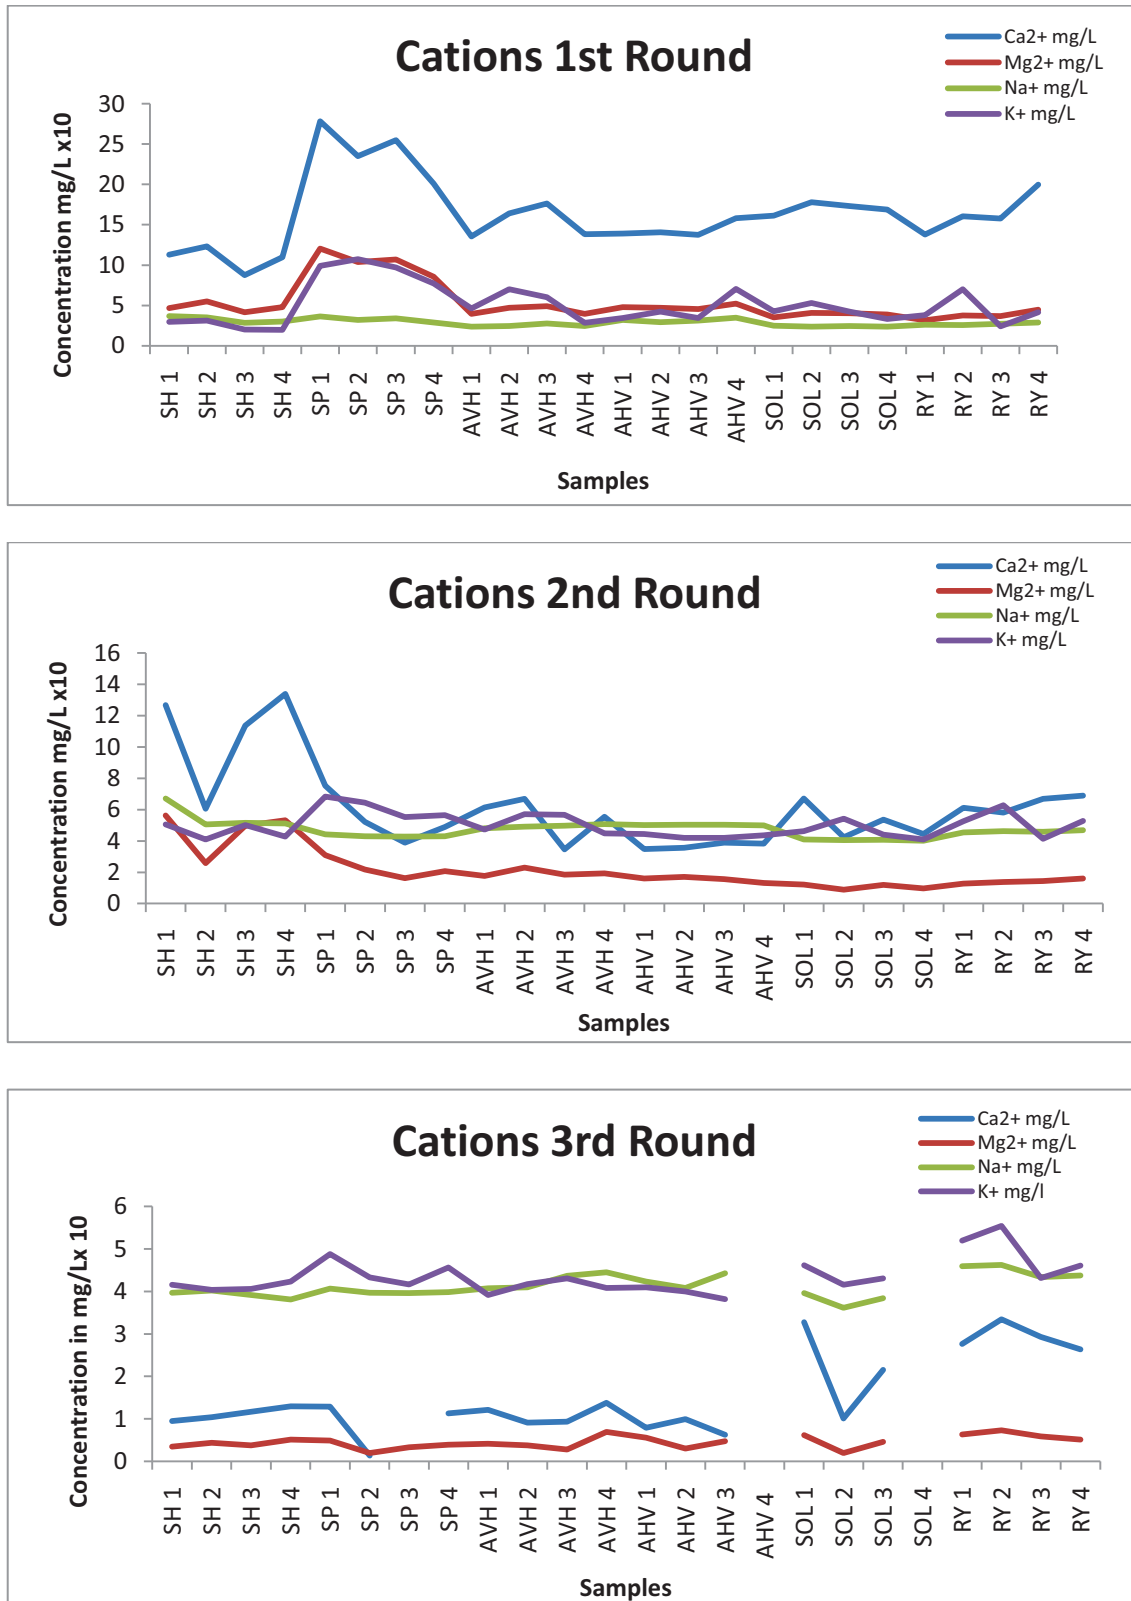 Cations 1st Round
Ca2+ mg/L
Mg2+ mg/L
Na+ mg/L
K+ mg/L
Concentration mg/L x10
30
25
20
15
10
5
0
SH 1
SH 2
SH 3
SH 4
SP 1
SP 2
SP 3
SP 4
AVH 1
AVH 2
AVH 3
AVH 4
AHV 1
AHV 2
AHV 3
AHV 4
SOL 1
SOL 2
SOL 3
SOL 4
RY 1
RY 2
RY 3
RY 4
Samples
Cations 2nd Round
Ca2+ mg/L
Mg2+ mg/L
Na+ mg/L
K+ mg/L
Concentration mg/L x10
16
14
12
10
8
6
4
2
0
SH 1
SH 2
SH 3
SH 4
SP 1
SP 2
SP 3
SP 4
AVH 1
AVH 2
AVH 3
AVH 4
AHV 1
AHV 2
AHV 3
AHV 4
SOL 1
SOL 2
SOL 3
SOL 4
RY 1
RY 2
RY 3
RY 4
Samples
Cations 3rd Round
Ca2+ mg/L
Mg2+ mg/L
Na+ mg/L
K+ mg/l
Concentration in mg/Lx 10
6
5
4
3
2
1
0
SH 1
SH 2
SH 3
SH 4
SP 1
SP 2
SP 3
SP 4
AVH 1
AVH 2
AVH 3
AVH 4
AHV 1
AHV 2
AHV 3
AHV 4
SOL 1
SOL 2
SOL 3
SOL 4
RY 1
RY 2
RY 3
RY 4
Samples